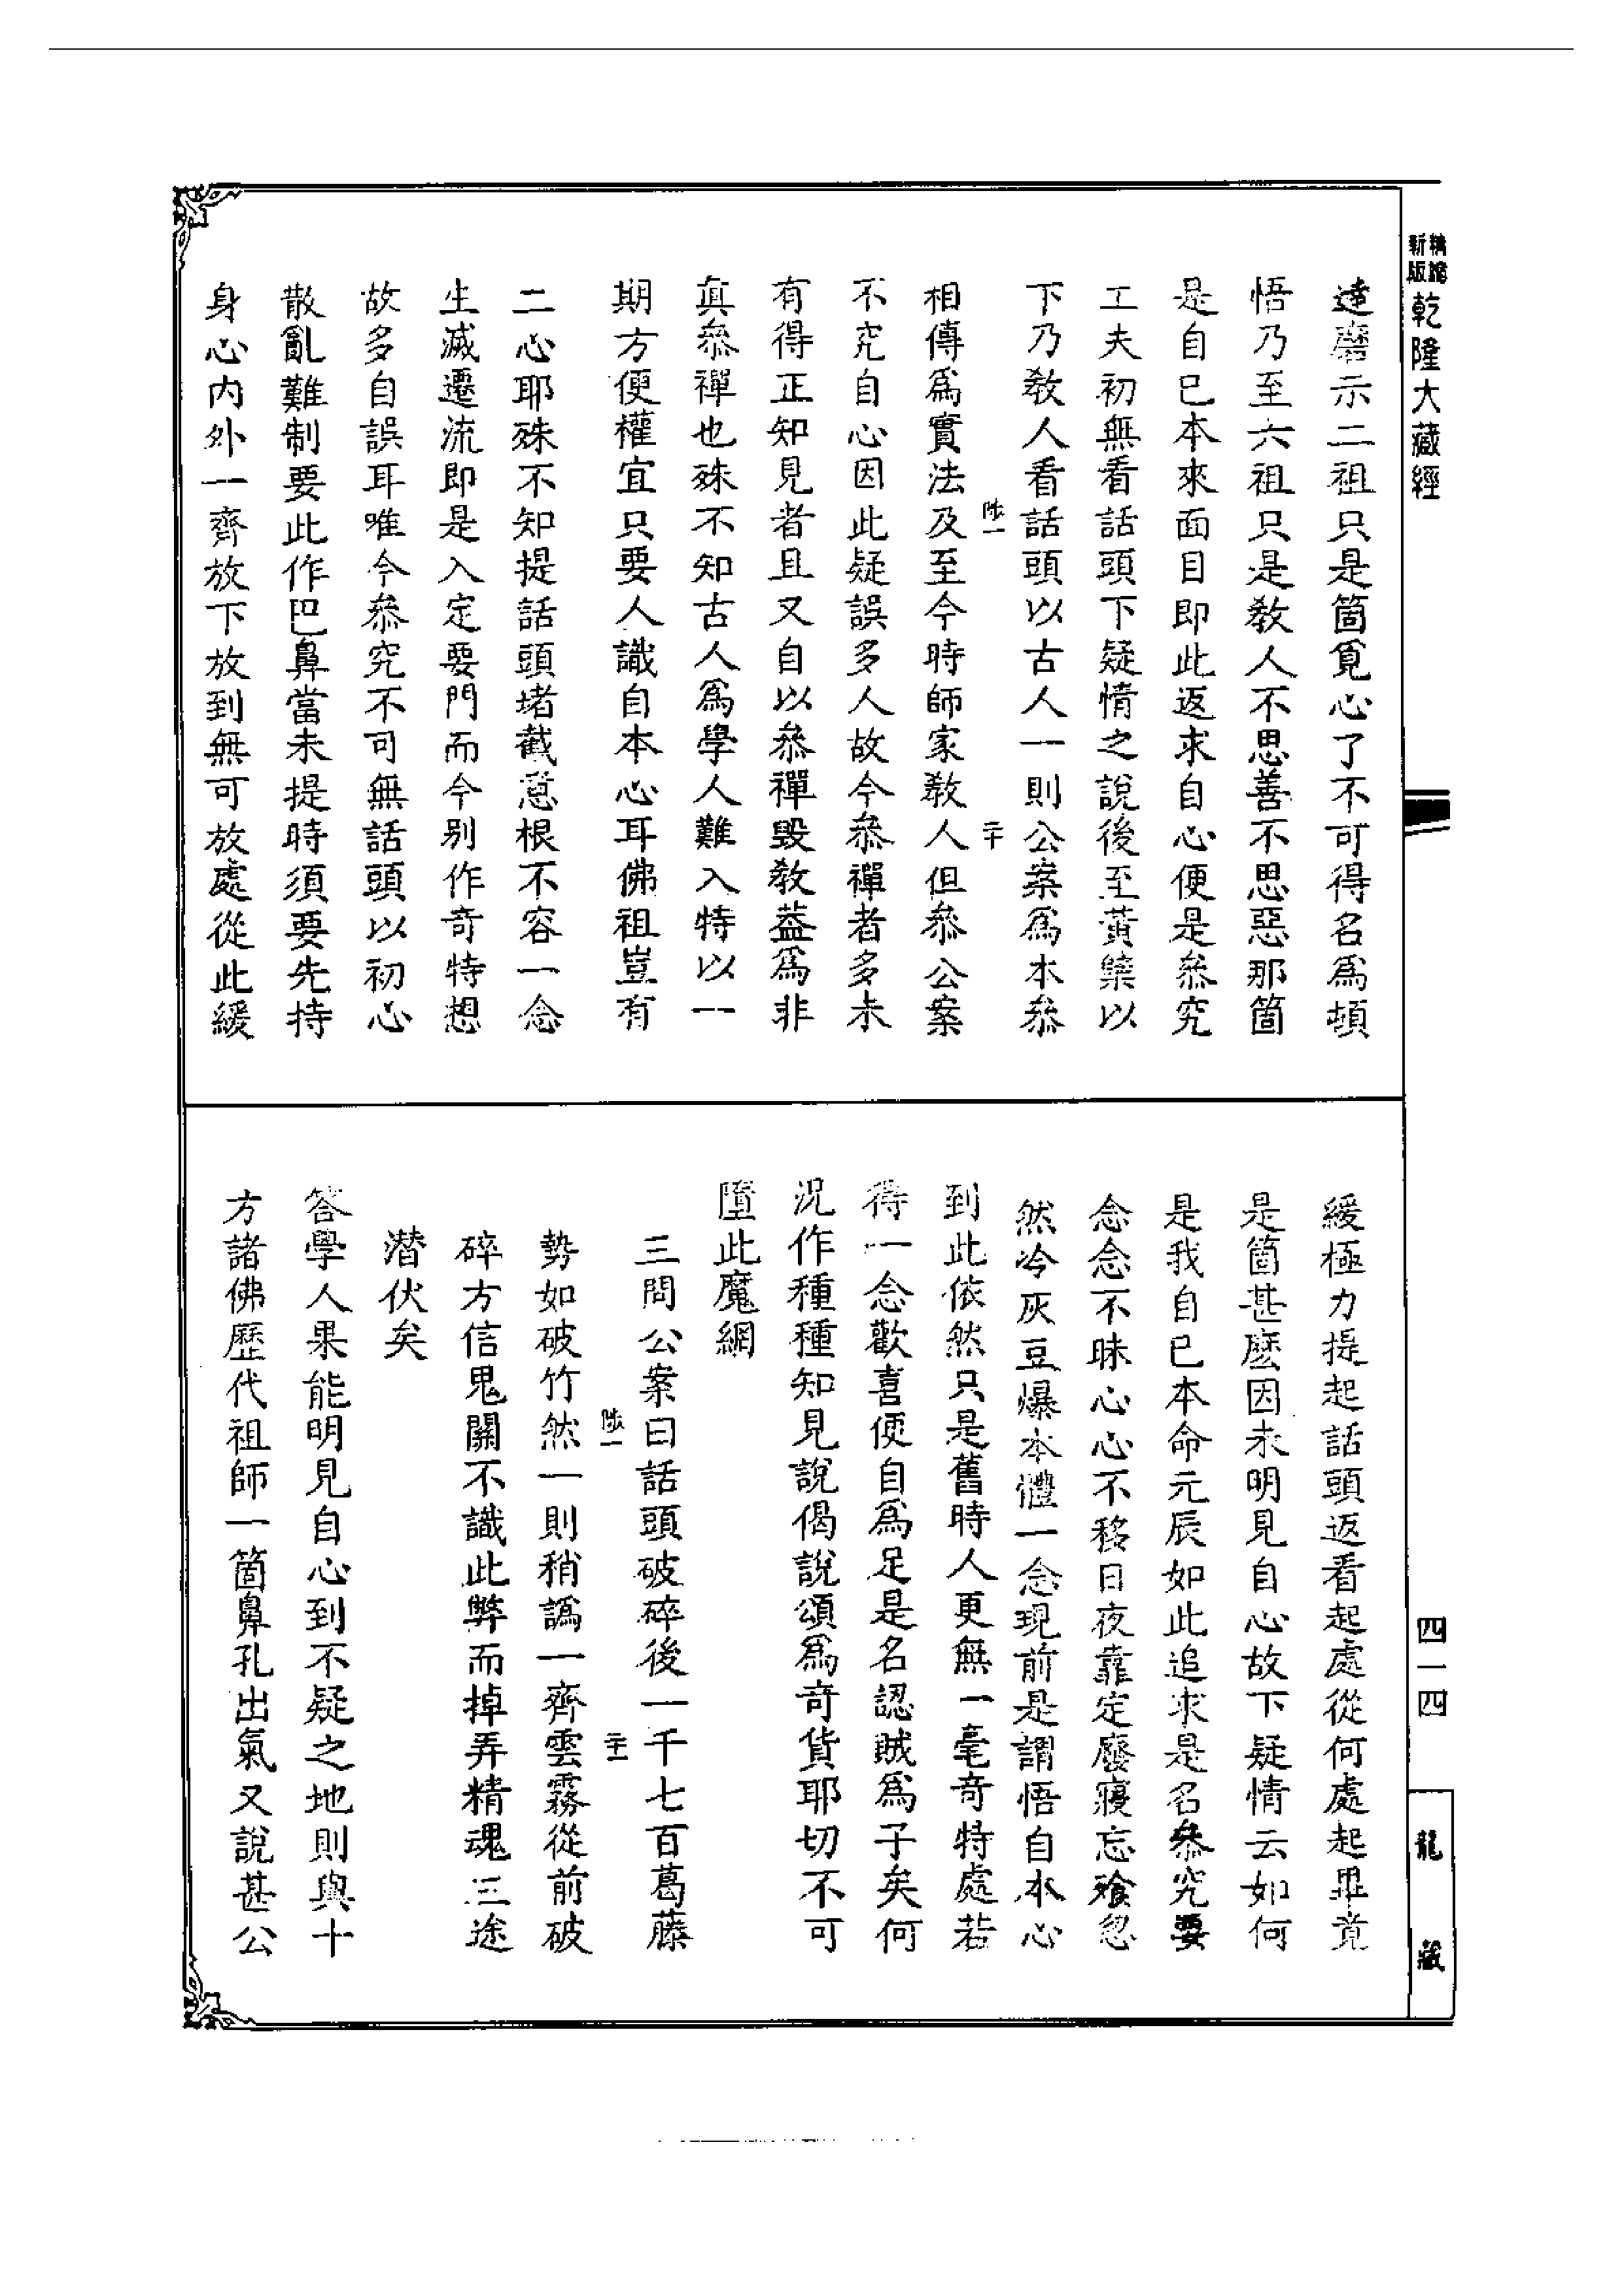 新版
精縮
乾隆大藏經
達磨示二祖只是箇覓心了不可得名爲頓
悟乃至六祖只是教人不思善不思惡那箇
是自己本來面目即此返求自心便是叅究
工夫初無看話頭下疑情之說後至黃檗以
下乃教人看話頭以古人一則公案爲本叅
陟一
二十
相傳爲實法及至今時師家教人但叅公案
不究自心因此疑誤多人故今叅禪者多未
有得正知見者且又自以叅禪毀教葢爲非
眞叅禪也殊不知古人爲學人難入特以一
期方便權宜只要人識自本心耳佛祖豈有
二心耶殊不知提話頭堵截意根不容一念
生滅遷流即是入定要門而今別作奇特想
故多自誤耳唯今叅究不可無話頭以初心
散亂難制要此作巴鼻當未提時須要先持
身心內外一齊放下放到無可放處從此緩
緩極力提起話頭返看起處從何處起畢竟
是箇甚麼因未明見自心故下疑情云如何
是我自己本命元辰如此追求是名叅究要
念念不昧心心不移日夜靠定廢寢忘飧忽
然冷灰豆爆本體一念現前是謂悟自本心
到此依然只是舊時人更無一毫奇特處若
得一念歡喜便自爲足是名認賊爲子矣何
況作種種知見說偈說頌爲奇貨耶切不可
墮此魔網
三問公案曰話頭破碎後一千七百葛藤
陟一
二十一
勢如破竹然一則稍譌一齊雲霧從前破
碎方信鬼關不識此弊而掉弄精魂三途
潛伏矣
答學人果能明見自心到不疑之地則與十
方諸佛歷代祖師一箇鼻孔出氣又說甚公
四一四
龍藏